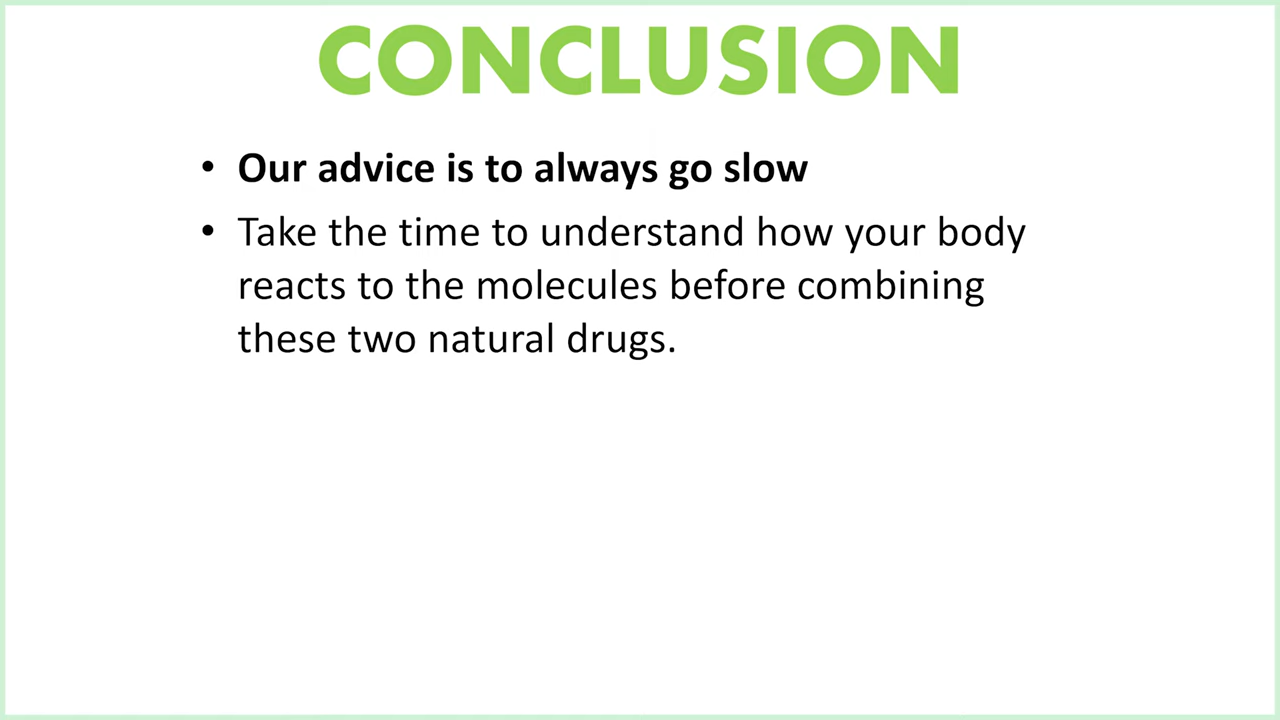 CONCLUSION
• Our advice is to always go slow
• Take the time to understand how your body
reacts to the molecules before combining
these two natural drugs.